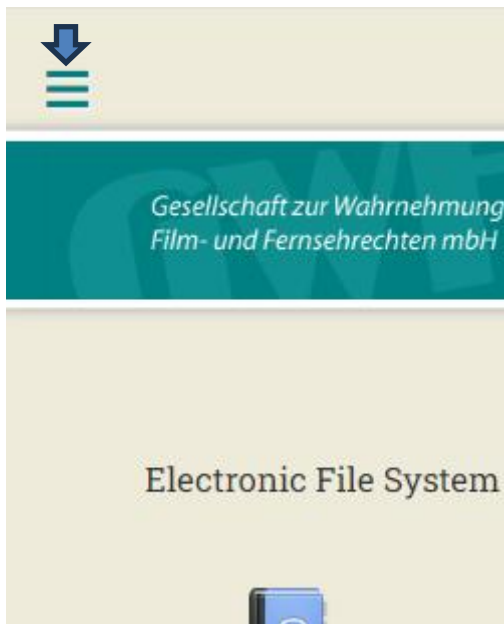 Gesellschaft zur Wahrnehmung
Film- und Fernsehrechten mbH
Electronic File System